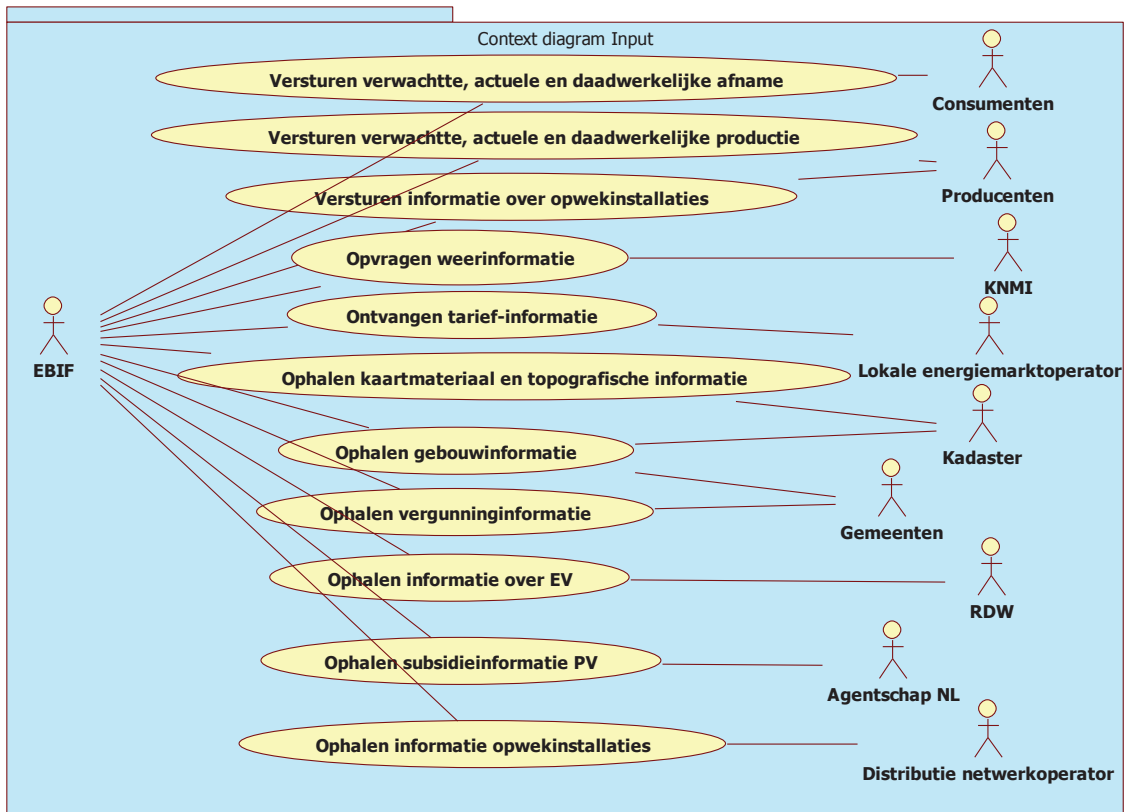 Context diagram Input
Versturen verwachtte, actuele en daadwerkelijke afname
Consumenten
Versturen verwachtte, actuele en daadwerkelijke productie
Versturen informatie over opwekinstallaties
Producenten
Opvragen weerinformatie
KNMI
Ontvangen tarief-informatie
EBIF
Lokale energiemarktoperator
Ophalen kaartmateriaal en topografische informatie
Ophalen gebouwinformatie
Kadaster
Ophalen vergunninginformatie
Gemeenten
Ophalen informatie over EV
RDW
Ophalen subsidieinformatie PV
Agentschap NL
Ophalen informatie opwekinstallaties
Distributie netwerkoperator